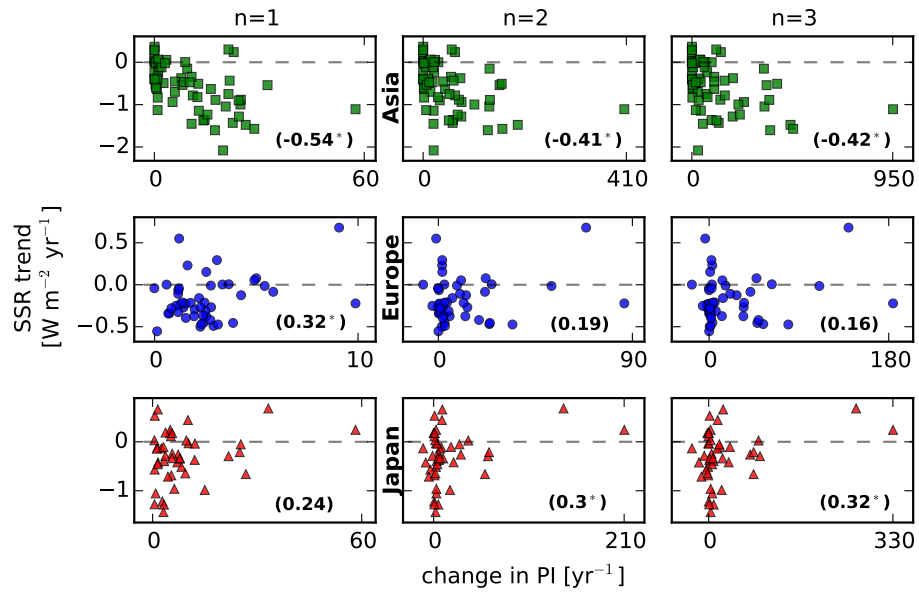 n=1 n=2 n=3
0
−1
−2
(-0.54*) (-0.41*) (-0.42*)
Asia
0 60 0 410 0 950
SSR trend
[W m−2 yr−1]
0.5
0.0
−0.5
(0.32*) (0.19) (0.16)
Europe
0 10 0 90 0 180
0
−1
(0.24) (0.3*) (0.32*)
Japan
0 60 0 210 0 330
change in PI [yr−1]